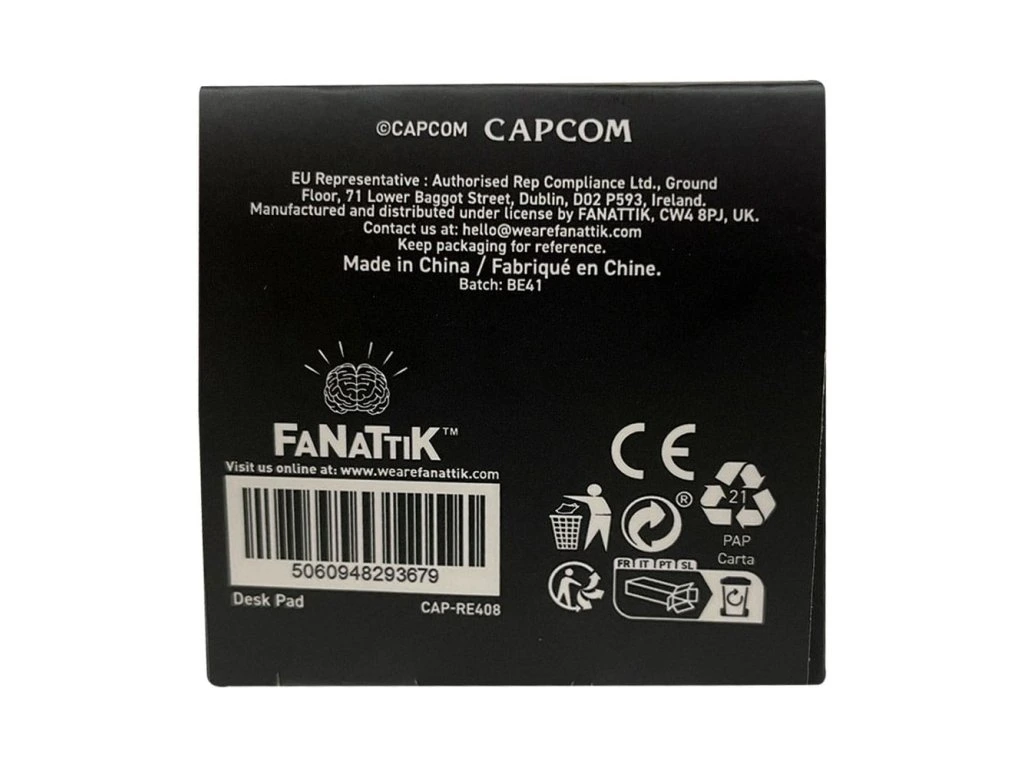 ©CAPCOM CAPCOM
EU Representative : Authorised Rep Compliance Ltd., Ground
Floor, 71 Lower Baggot Street, Dublin, D02 P593, Ireland.
Manufactured and distributed under license by FANATTIK, CW4 8PJ, UK.
Contact us at: hello@wearefanattik.com
Keep packaging for reference.
Made in China / Fabriqué en Chine.
Batch: BE41
FANATTIK™
Visit us online at: www.wearefanattik.com
5060948293679
Desk Pad CAP-RE408
CE
®
21
PAP
Carta
FR IT PT SL